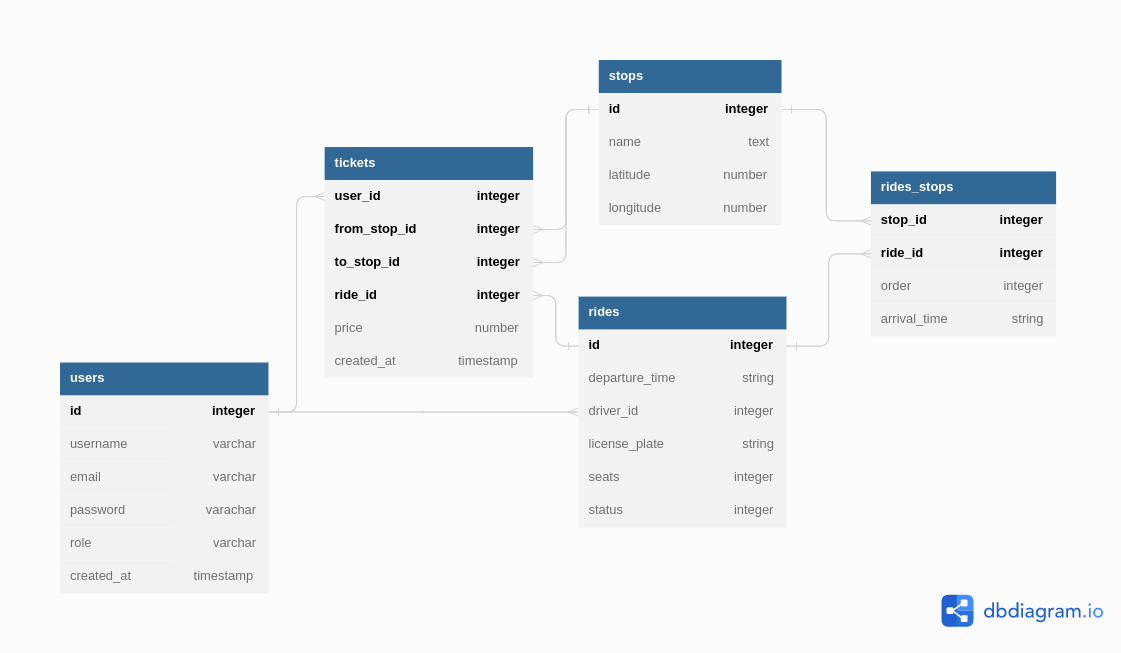 stops
id integer
name text
latitude number
longitude number
tickets
user_id integer
from_stop_id integer
to_stop_id integer
ride_id integer
price number
created_at timestamp
rides_stops
stop_id integer
ride_id integer
order integer
arrival_time string
rides
id integer
departure_time string
driver_id integer
license_plate string
seats integer
status integer
users
id integer
username varchar
email varchar
password varachar
role varchar
created_at timestamp
dbdiagram.io